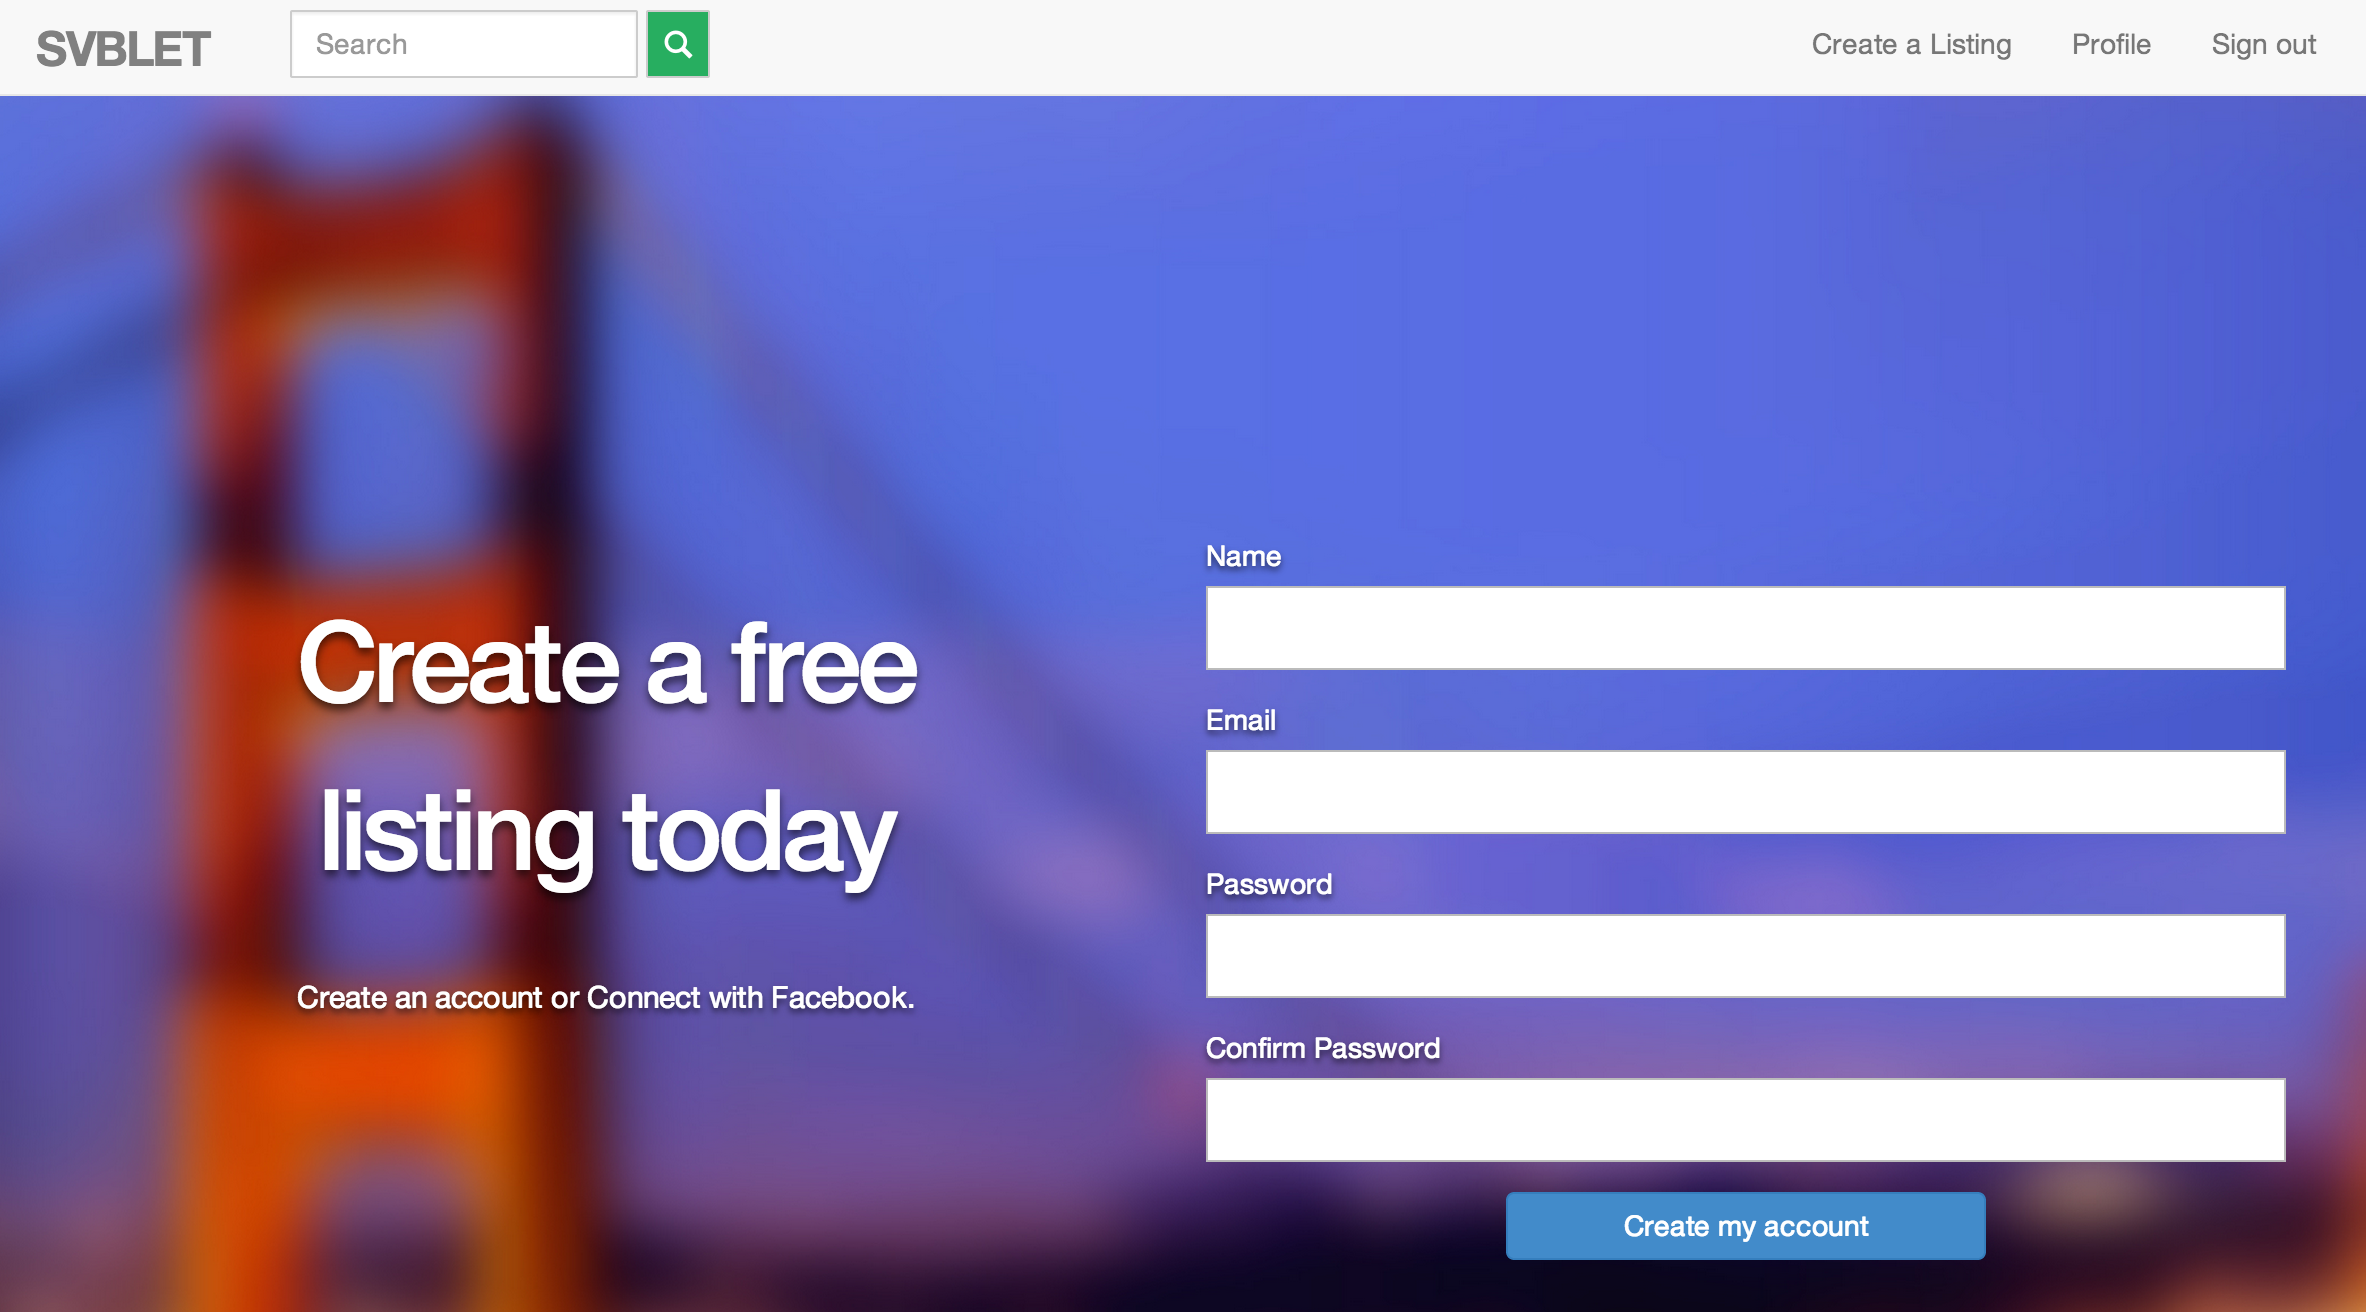 SVBLET
Search
Create a Listing
Profile
Sign out
Create a free
listing today
Create an account or Connect with Facebook.
Name
Email
Password
Confirm Password
Create my account